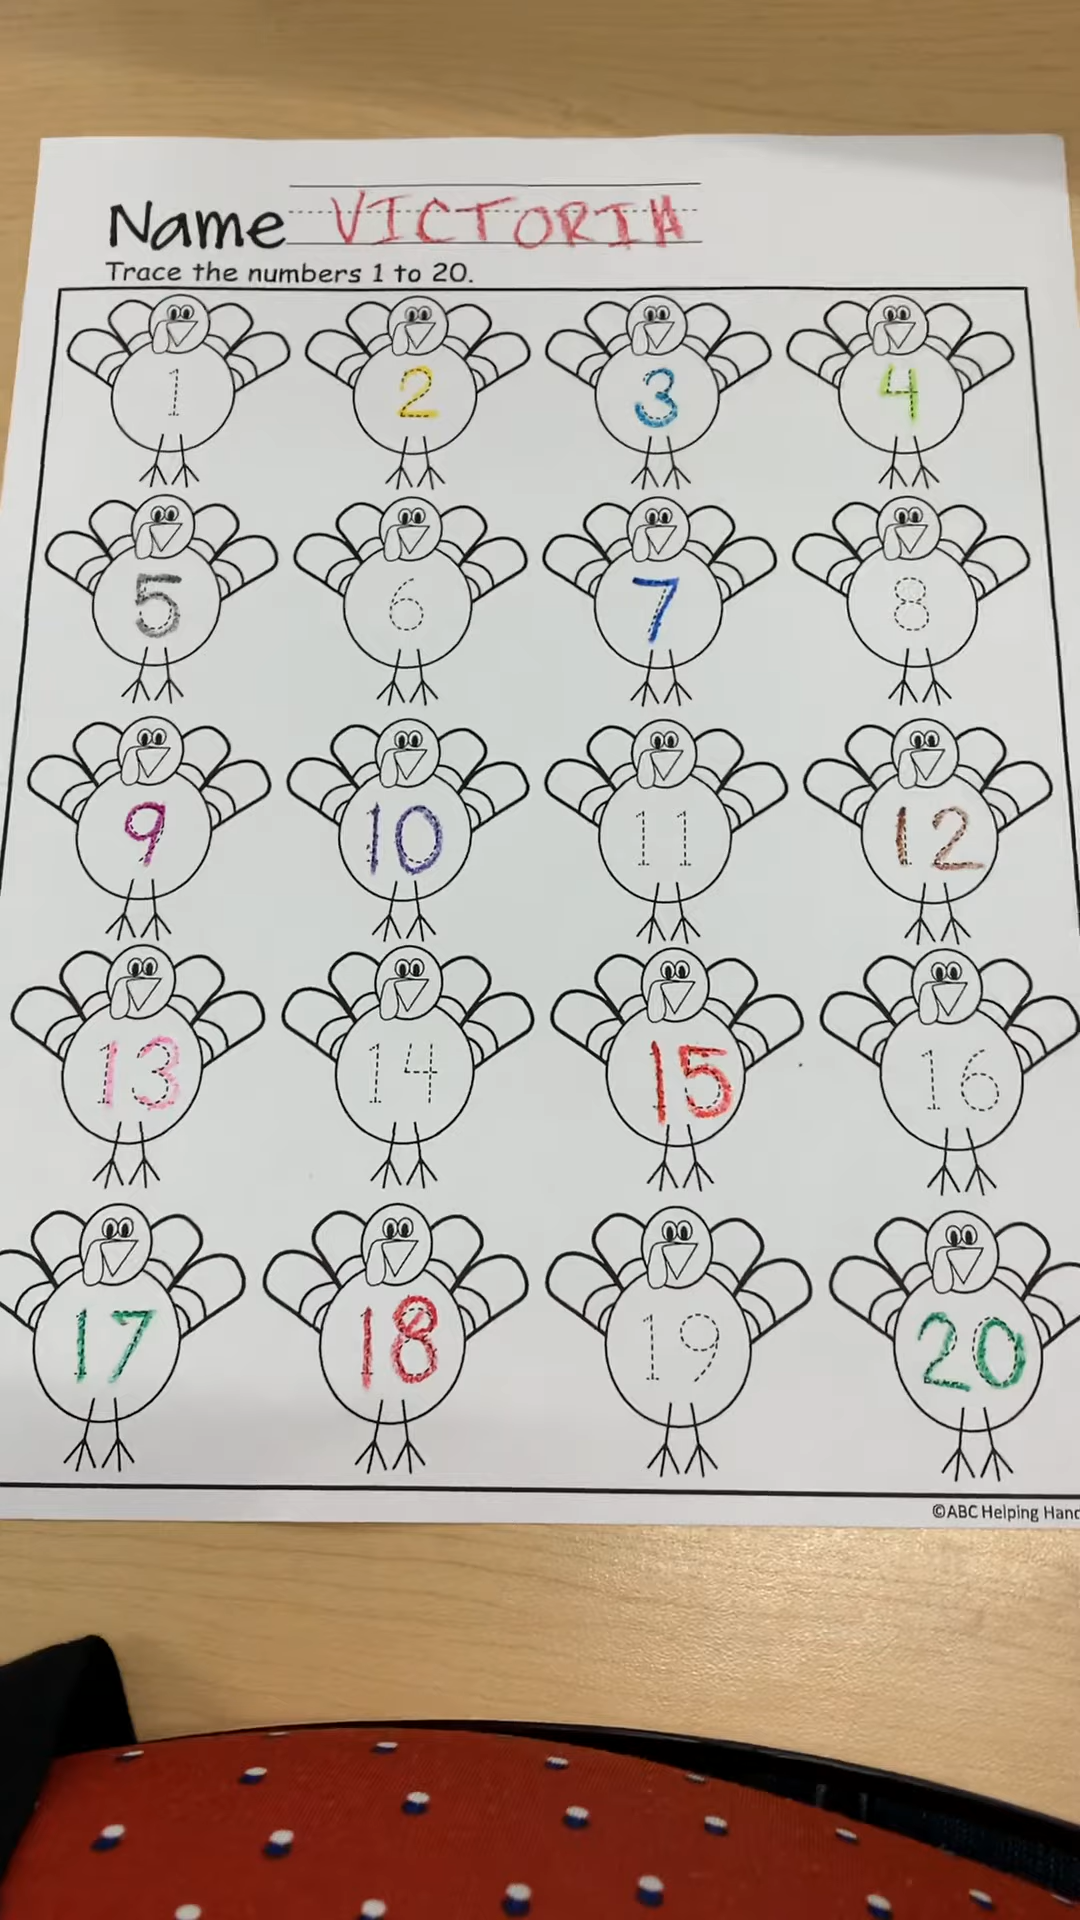 Name VICTORIA
Trace the numbers 1 to 20.
1 2 3 4
5 6 7 8
9 10 11 12
13 14 15 16
17 18 19 20
©ABC Helping Hand